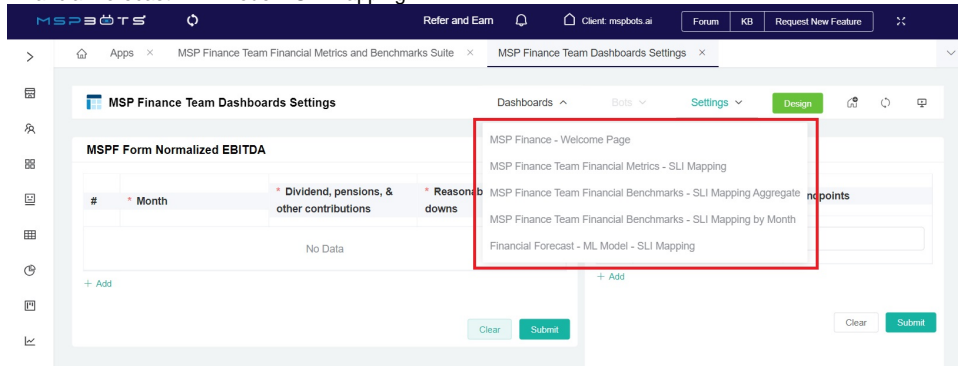 MSPBOTS Refer and Earn Client: mspbots.ai Forum KB Request New Feature
Apps × MSP Finance Team Financial Metrics and Benchmarks Suite × MSP Finance Team Dashboards Settings ×
MSP Finance Team Dashboards Settings Dashboards Bots Settings Design
MSPF Form Normalized EBITDA
# * Month * Dividend, pensions, & other contributions * Reasonab downs
No Data
+ Add
Clear Submit
MSP Finance - Welcome Page
MSP Finance Team Financial Metrics - SLI Mapping
MSP Finance Team Financial Benchmarks - SLI Mapping Aggregate
MSP Finance Team Financial Benchmarks - SLI Mapping by Month
Financial Forecast - ML Model - SLI Mapping
+ Add
Clear Submit